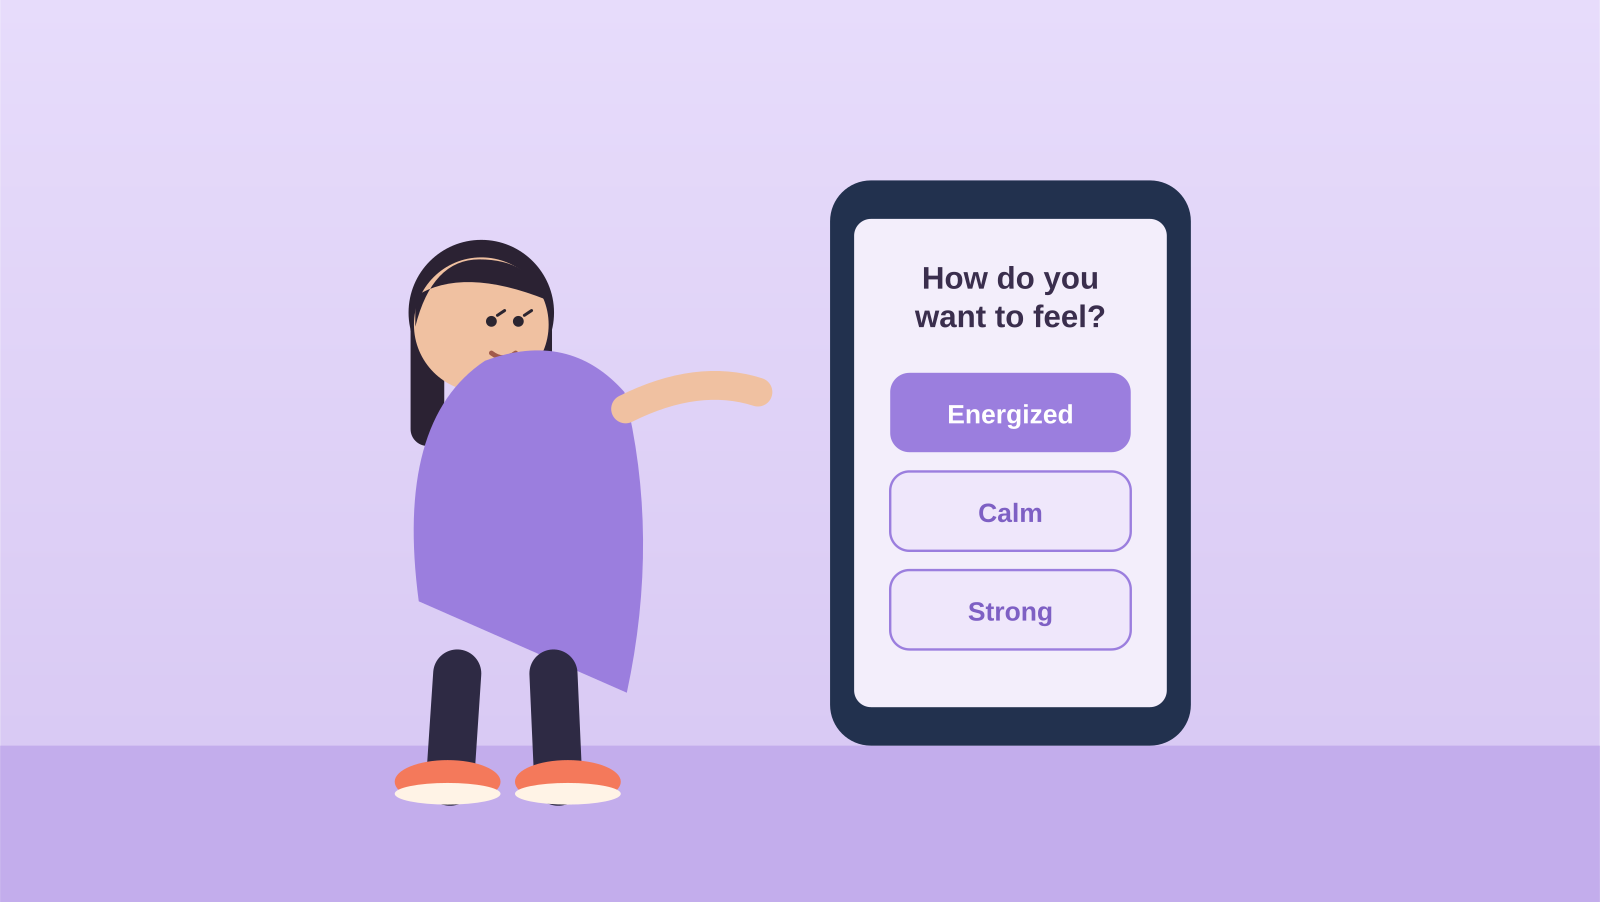 How do you
want to feel?
Energized
Calm
Strong